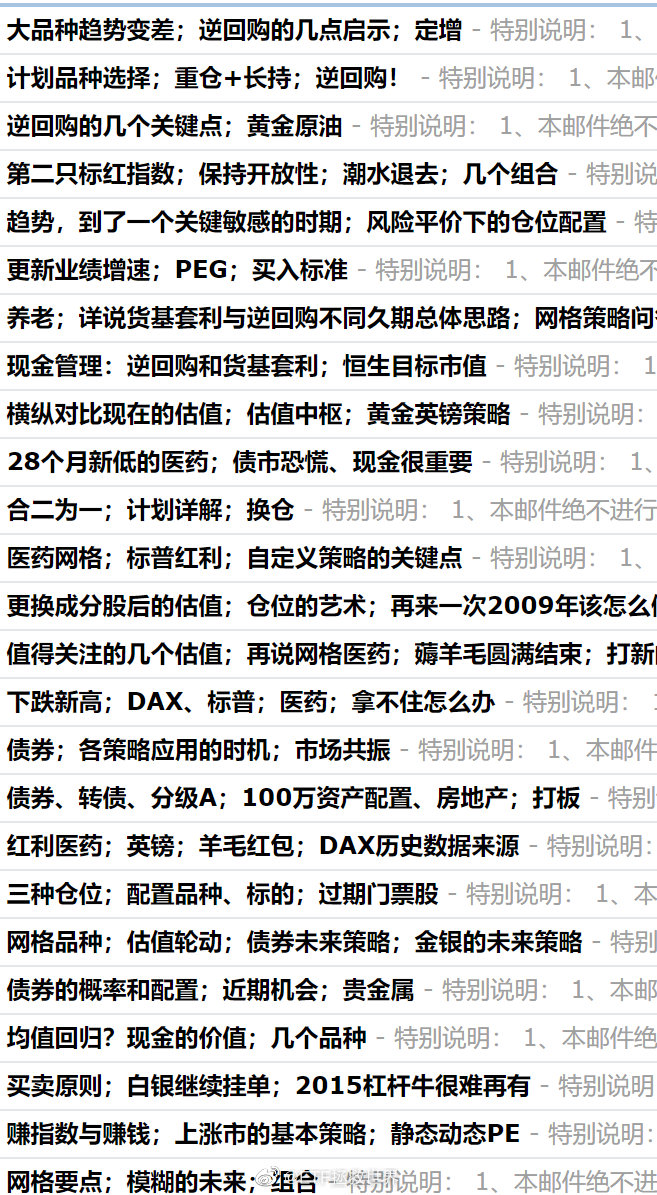 大品种趋势变差；逆回购的几点启示；定增 - 特别说明： 1、
计划品种选择；重仓+长持；逆回购！ - 特别说明： 1、本邮
逆回购的几个关键点；黄金原油 - 特别说明： 1、本邮件绝不
第二只标红指数；保持开放性；潮水退去；几个组合 - 特别说
趋势，到了一个关键敏感的时期；风险平价下的仓位配置 - 特
更新业绩增速；PEG；买入标准 - 特别说明： 1、本邮件绝不
养老；详说货基套利与逆回购不同久期总体思路；网格策略问
现金管理：逆回购和货基套利；恒生目标市值 - 特别说明： 1
横纵对比现在的估值；估值中枢；黄金英镑策略 - 特别说明：
28个月新低的医药；债市恐慌、现金很重要 - 特别说明： 1、
合二为一；计划详解；换仓 - 特别说明： 1、本邮件绝不进行
医药网格；标普红利；自定义策略的关键点 - 特别说明： 1、
更换成分股后的估值；仓位的艺术；再来一次2009年该怎么
值得关注的几个估值；再说网格医药；薅羊毛圆满结束；打新
下跌新高；DAX、标普；医药；拿不住怎么办 - 特别说明：
债券；各策略应用的时机；市场共振 - 特别说明： 1、本邮件
债券、转债、分级A；100万资产配置、房地产；打板 - 特别
红利医药；英镑；羊毛红包；DAX历史数据来源 - 特别说明：
三种仓位；配置品种、标的；过期门票股 - 特别说明： 1、本
网格品种；估值轮动；债券未来策略；金银的未来策略 - 特别
债券的概率和配置；近期机会；贵金属 - 特别说明： 1、本邮
均值回归？现金的价值；几个品种 - 特别说明： 1、本邮件绝
买卖原则；白银继续挂单；2015杠杆牛很难再有 - 特别说明
赚指数与赚钱；上涨市的基本策略；静态动态PE - 特别说明：
网格要点；模糊的未来；组合 - 特别说明： 1、本邮件绝不进